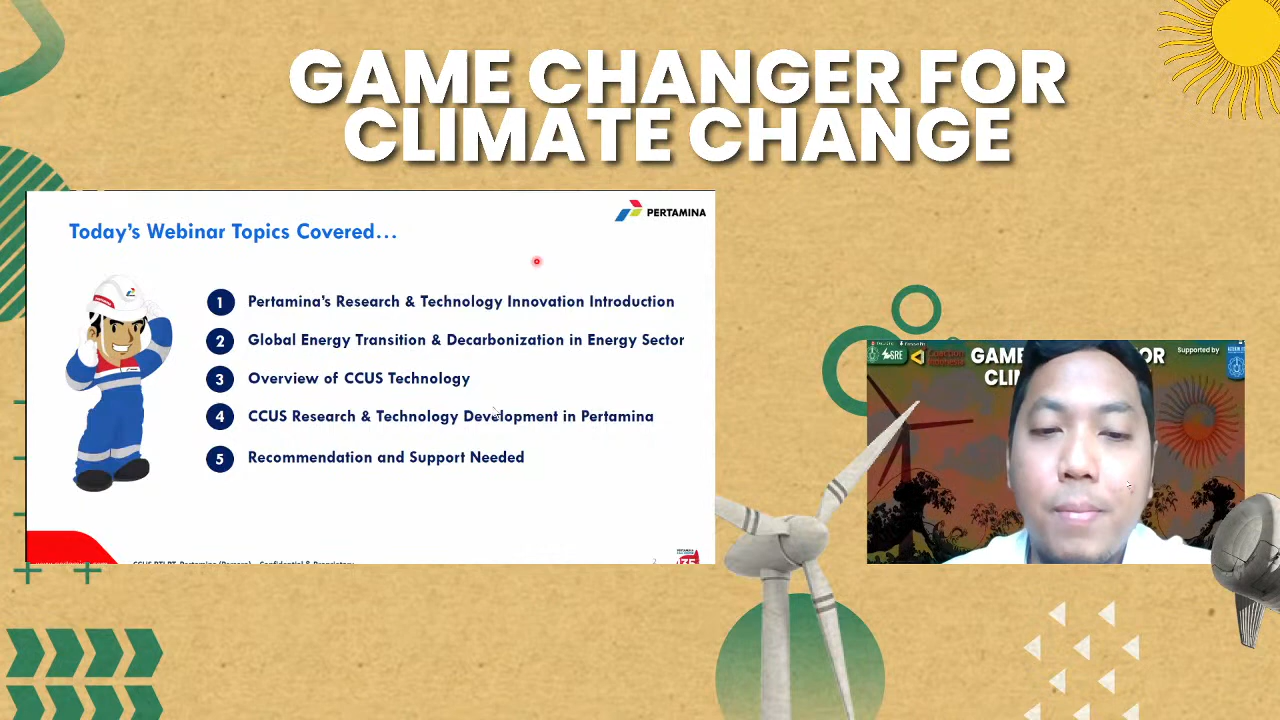 GAME CHANGER FOR
CLIMATE CHANGE
PERTAMINA
Today's Webinar Topics Covered...
1 Pertamina's Research & Technology Innovation Introduction
2 Global Energy Transition & Decarbonization in Energy Sector
3 Overview of CCUS Technology
4 CCUS Research & Technology Development in Pertamina
5 Recommendation and Support Needed
2
135
GAME
OR
CLI
Supported by